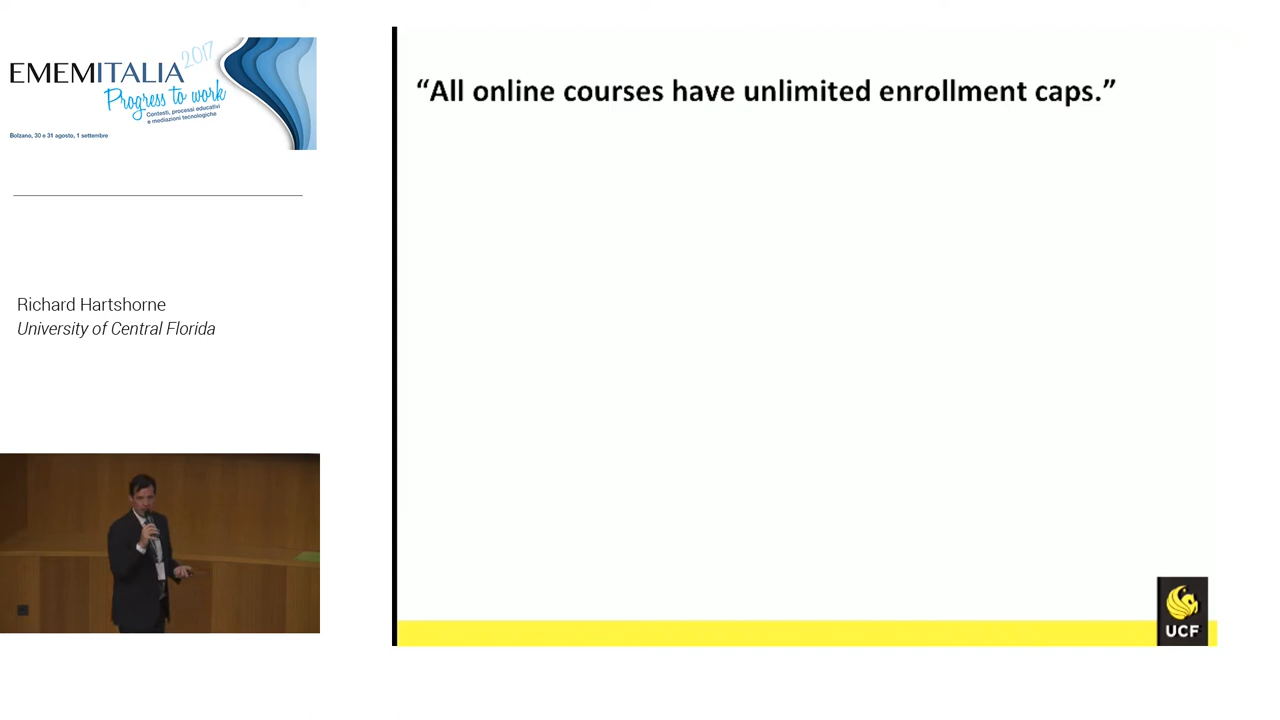 EMEMITALIA 2017
Progress to work
Contesti, processi educativi
e mediazioni tecnologiche
Bolzano, 30 e 31 agosto, 1 settembre
Richard Hartshorne
University of Central Florida
“All online courses have unlimited enrollment caps.”
UCF